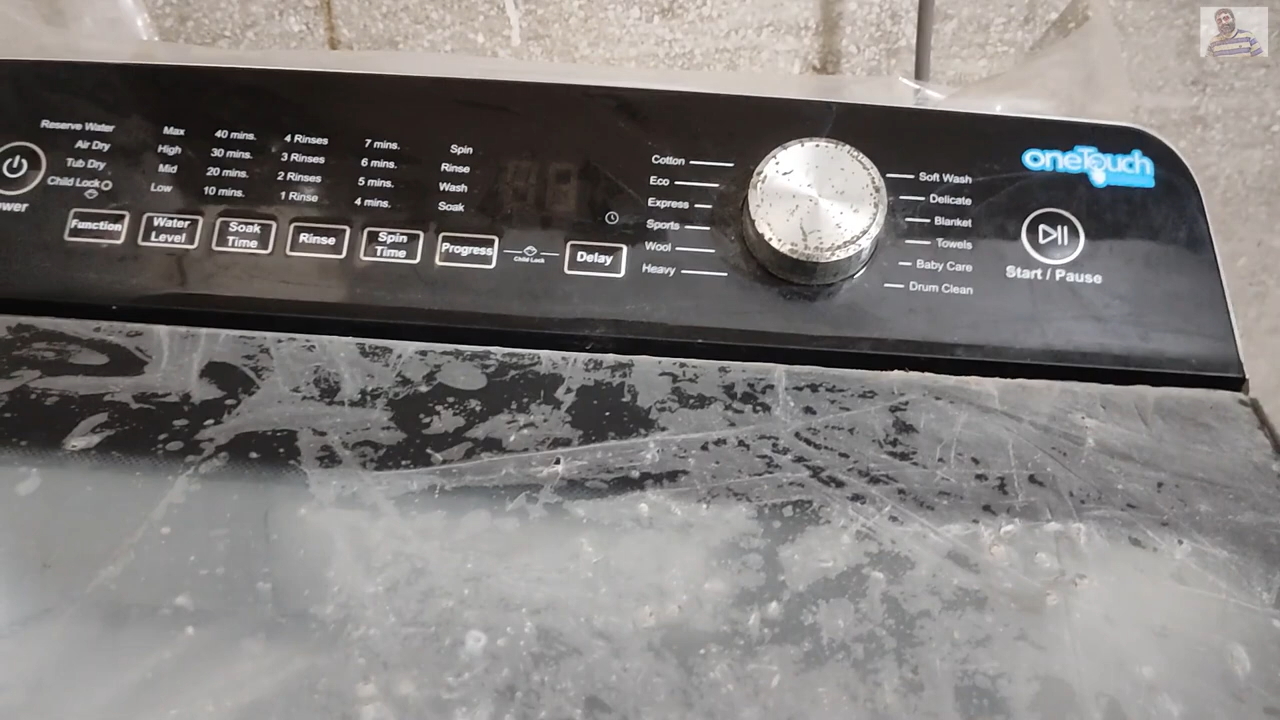 Reserve Water
Air Dry
Tub Dry
Child Lock
Function
Max
High
Mid
Low
Water
Level
40 mins.
30 mins.
20 mins.
10 mins.
Soak
Time
4 Rinses
3 Rinses
2 Rinses
1 Rinse
Rinse
7 mins.
6 mins.
5 mins.
4 mins.
Spin
Time
Spin
Rinse
Wash
Soak
Progress
Child Lock
Delay
Cotton
Eco
Express
Sports
Wool
Heavy
Soft Wash
Delicate
Blanket
Towels
Baby Care
Drum Clean
oneTouch
Start / Pause